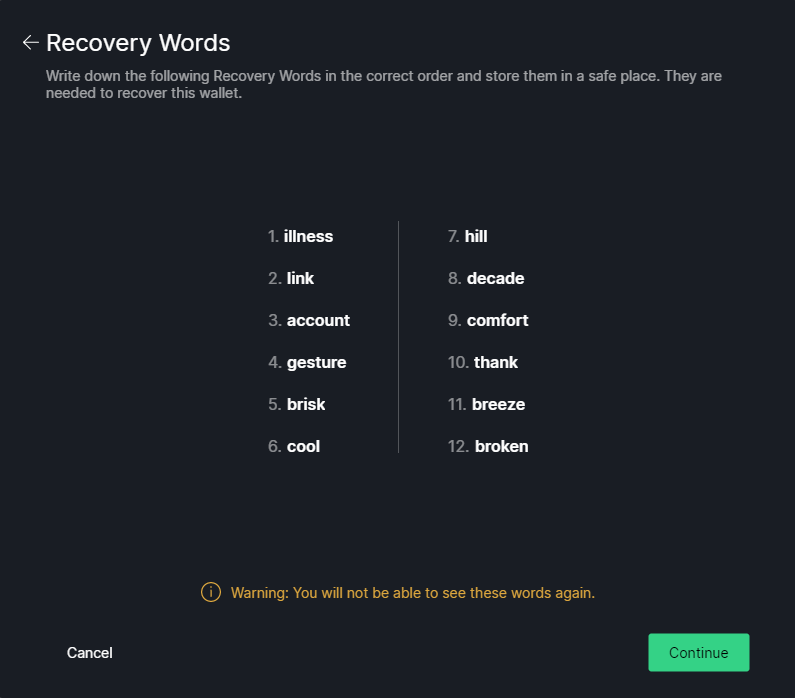 Recovery Words
Write down the following Recovery Words in the correct order and store them in a safe place. They are
needed to recover this wallet.
1. illness
2. link
3. account
4. gesture
5. brisk
6. cool
7. hill
8. decade
9. comfort
10. thank
11. breeze
12. broken
Warning: You will not be able to see these words again.
Cancel
Continue